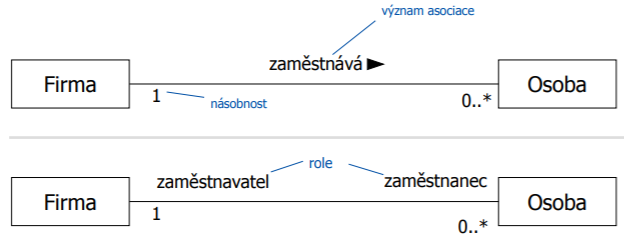 význam asociace
zaměstnává
Firma
Osoba
1
násobnost
0..*
role
zaměstnavatel
zaměstnanec
Firma
Osoba
1
0..*